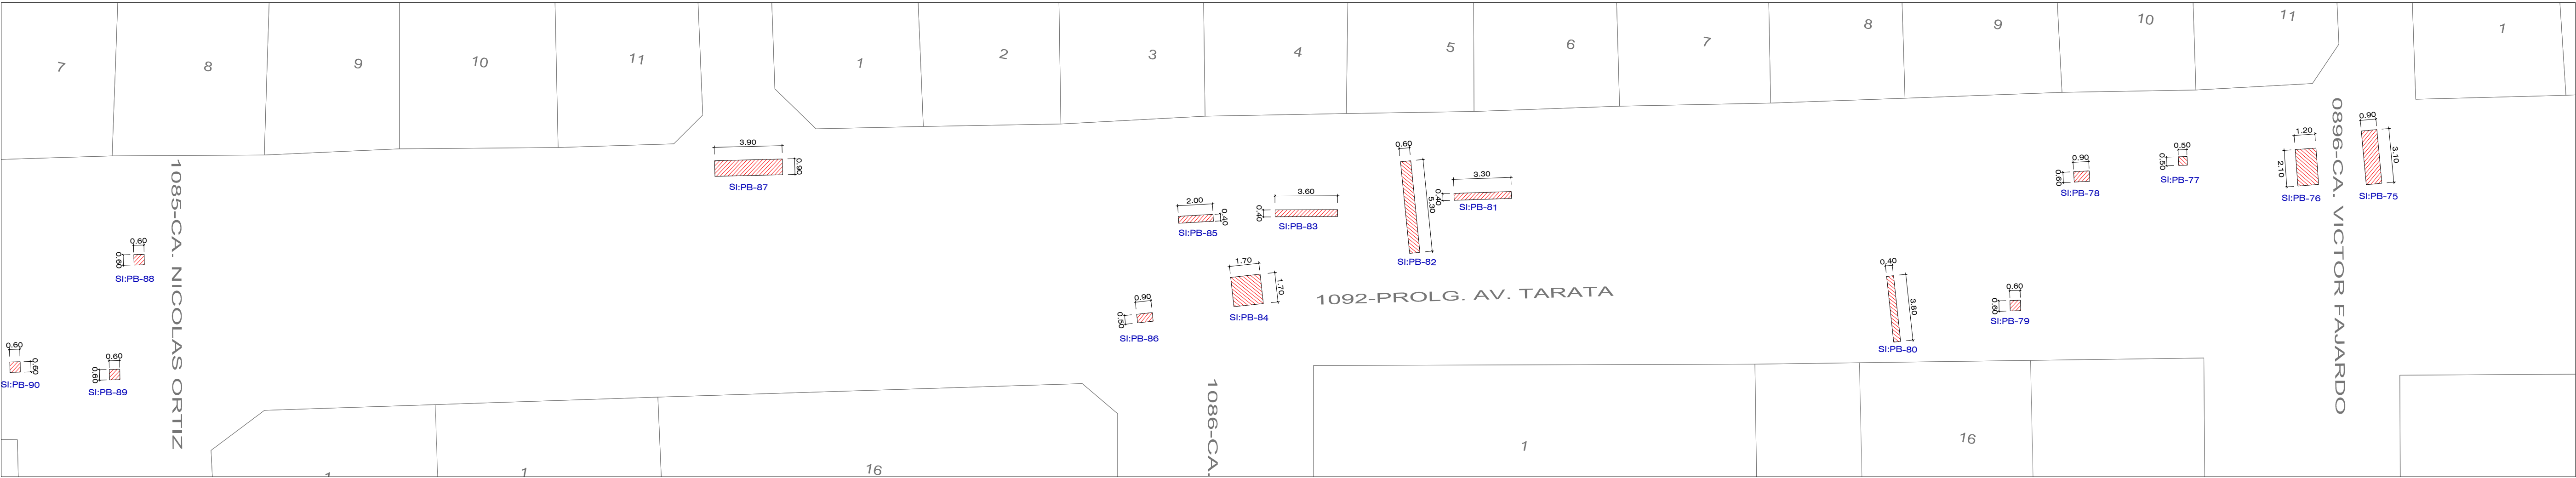 7
8
9
10
11
1
2
3
4
5
6
7
8
9
10
11
1
1085-CA. NICOLAS ORTIZ
0.60
0.60
SI:PB-88
0.60
0.60
SI:PB-90
0.60
0.60
SI:PB-89
3.90
0.90
SI:PB-87
2.00
0.40
SI:PB-85
3.60
0.40
SI:PB-83
0.60
5.30
SI:PB-82
3.30
0.40
SI:PB-81
1.70
1.70
SI:PB-84
0.90
0.50
SI:PB-86
1092-PROLG. AV. TARATA
0.40
3.80
SI:PB-80
0.60
0.60
SI:PB-79
0.90
0.60
SI:PB-78
0.50
0.50
SI:PB-77
1.20
2.10
SI:PB-76
0896-CA. VICTOR FAJARDO
0.90
3.10
SI:PB-75
1086-CA.
1
1
16
1
16